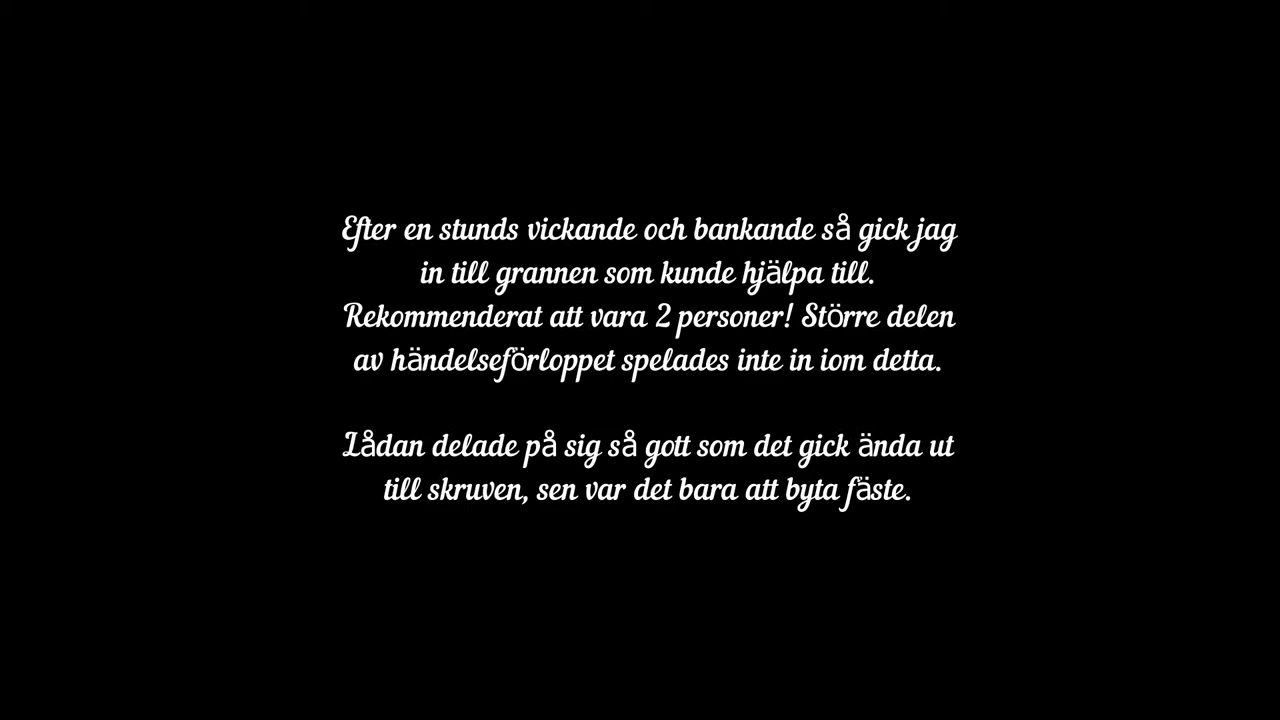 Efter en stunds vickande och bankande så gick jag
in till grannen som kunde hjälpa till.
Rekommenderat att vara 2 personer! Större delen
av händelseförloppet spelades inte in iom detta.
Lådan delade på sig så gott som det gick ända ut
till skruven, sen var det bara att byta fäste.